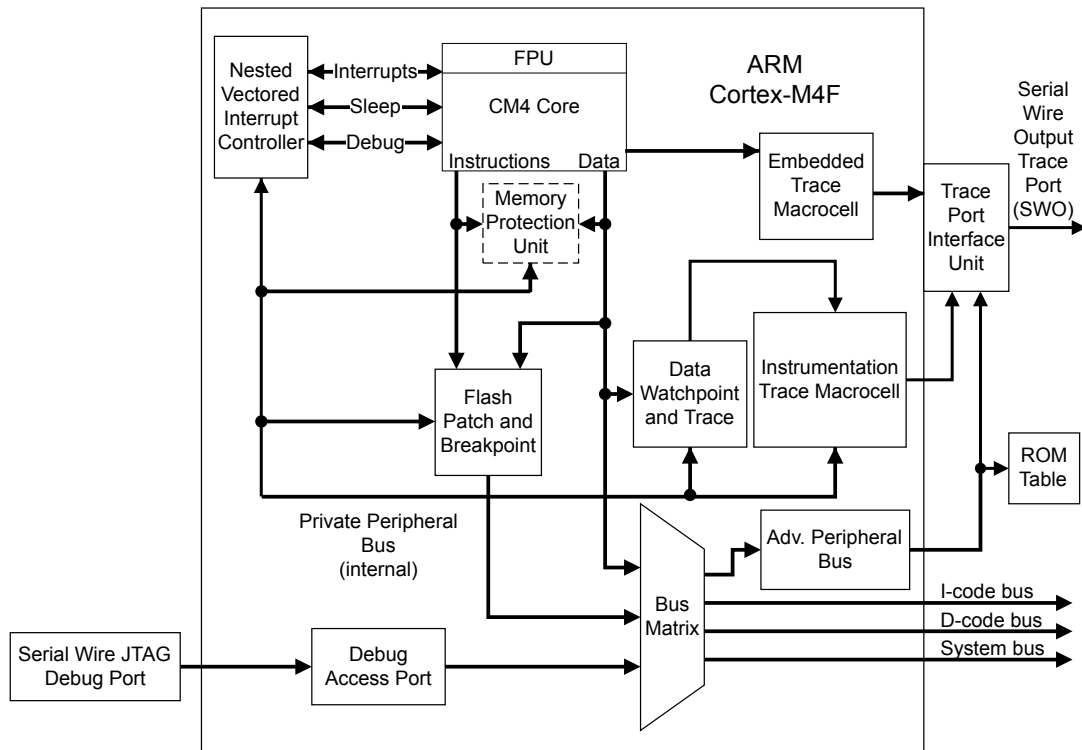 Nested
Vectored
Interrupt
Controller
Interrupts
Sleep
Debug
FPU
CM4 Core
Instructions
Data
ARM
Cortex-M4F
Memory
Protection
Unit
Embedded
Trace
Macrocell
Trace
Port
Interface
Unit
Serial
Wire
Output
Trace
Port
(SWO)
Flash
Patch and
Breakpoint
Data
Watchpoint
and Trace
Instrumentation
Trace Macrocell
ROM
Table
Private Peripheral
Bus
(internal)
Adv. Peripheral
Bus
Bus
Matrix
I-code bus
D-code bus
System bus
Serial Wire JTAG
Debug Port
Debug
Access Port